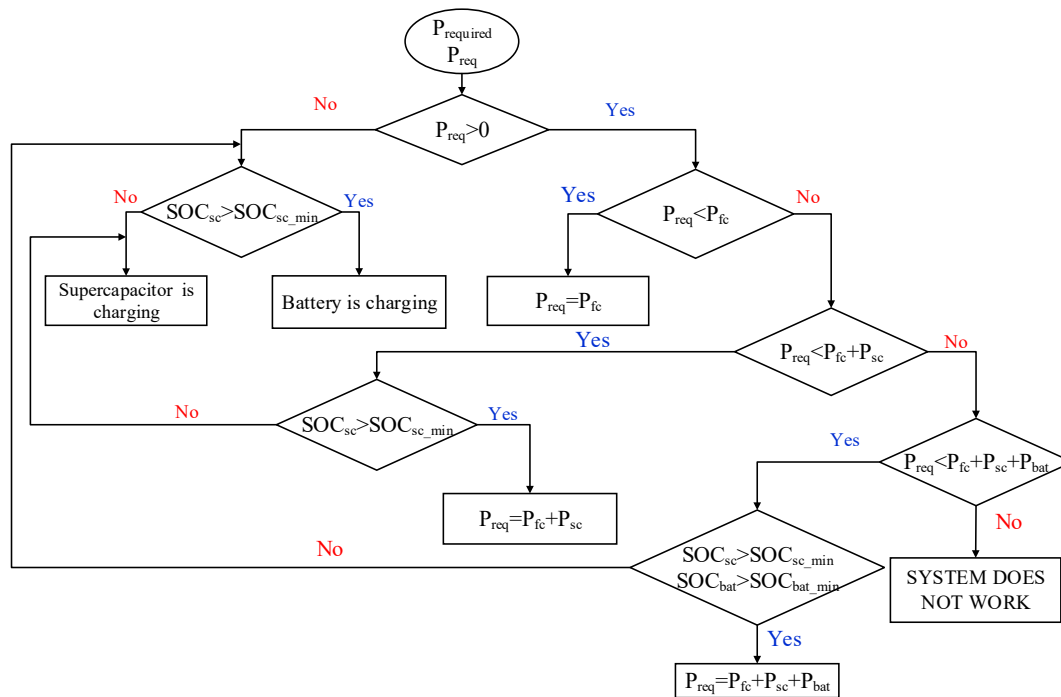 P_required
P_req
No
Yes
P_req>0
No
Yes
Yes
No
SOC_sc>SOC_sc_min
P_req<P_fc
Supercapacitor is
charging
Battery is charging
P_req=P_fc
Yes
No
P_req<P_fc+P_sc
No
Yes
SOC_sc>SOC_sc_min
Yes
P_req<P_fc+P_sc+P_bat
P_req=P_fc+P_sc
No
No
SOC_sc>SOC_sc_min
SOC_bat>SOC_bat_min
SYSTEM DOES
NOT WORK
Yes
P_req=P_fc+P_sc+P_bat